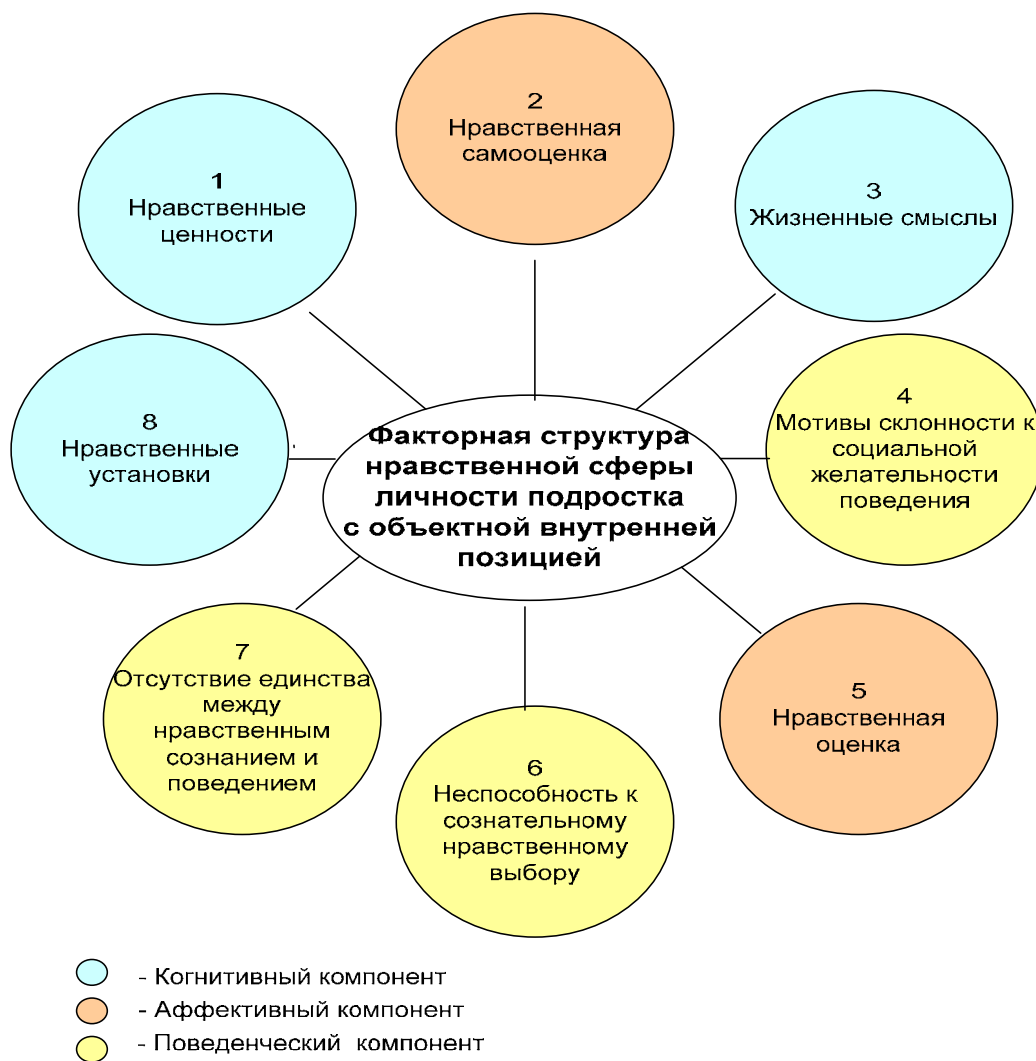 2
Нравственная
самооценка
1
Нравственные
ценности
3
Жизненные смыслы
8
Нравственные
установки
Факторная структура
нравственной сферы
личности подростка
с объектной внутренней
позицией
4
Мотивы склонности к
социальной
желательности
поведения
7
Отсутствие единства
между
нравственным
сознанием и
поведением
6
Неспособность к
сознательному
нравственному
выбору
5
Нравственная
оценка
- Когнитивный компонент
- Аффективный компонент
- Поведенческий компонент